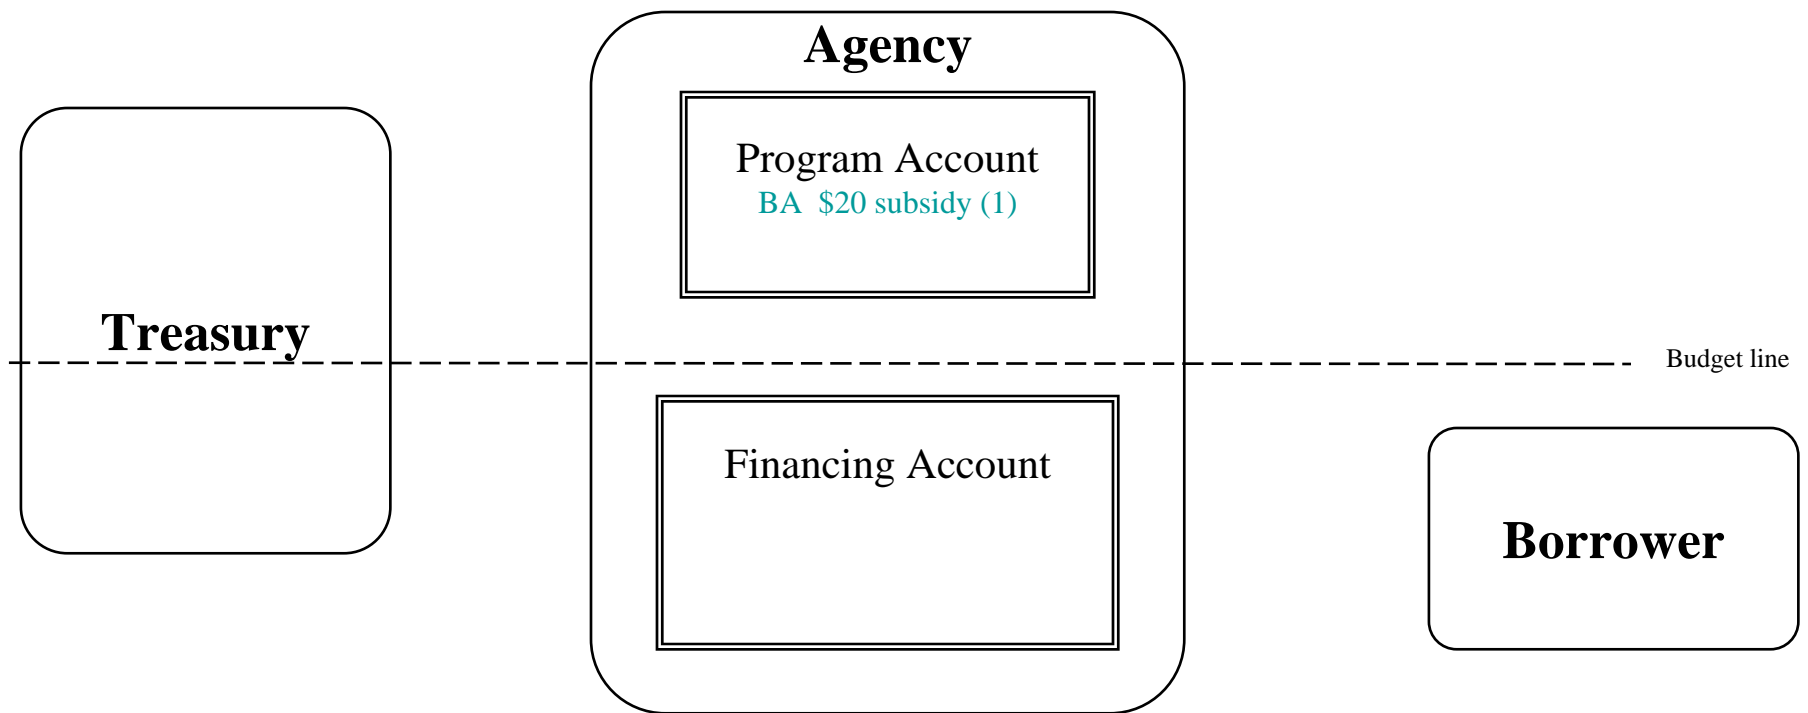 Agency
Program Account
BA  $20 subsidy (1)
Treasury
Budget line
Financing Account
Borrower